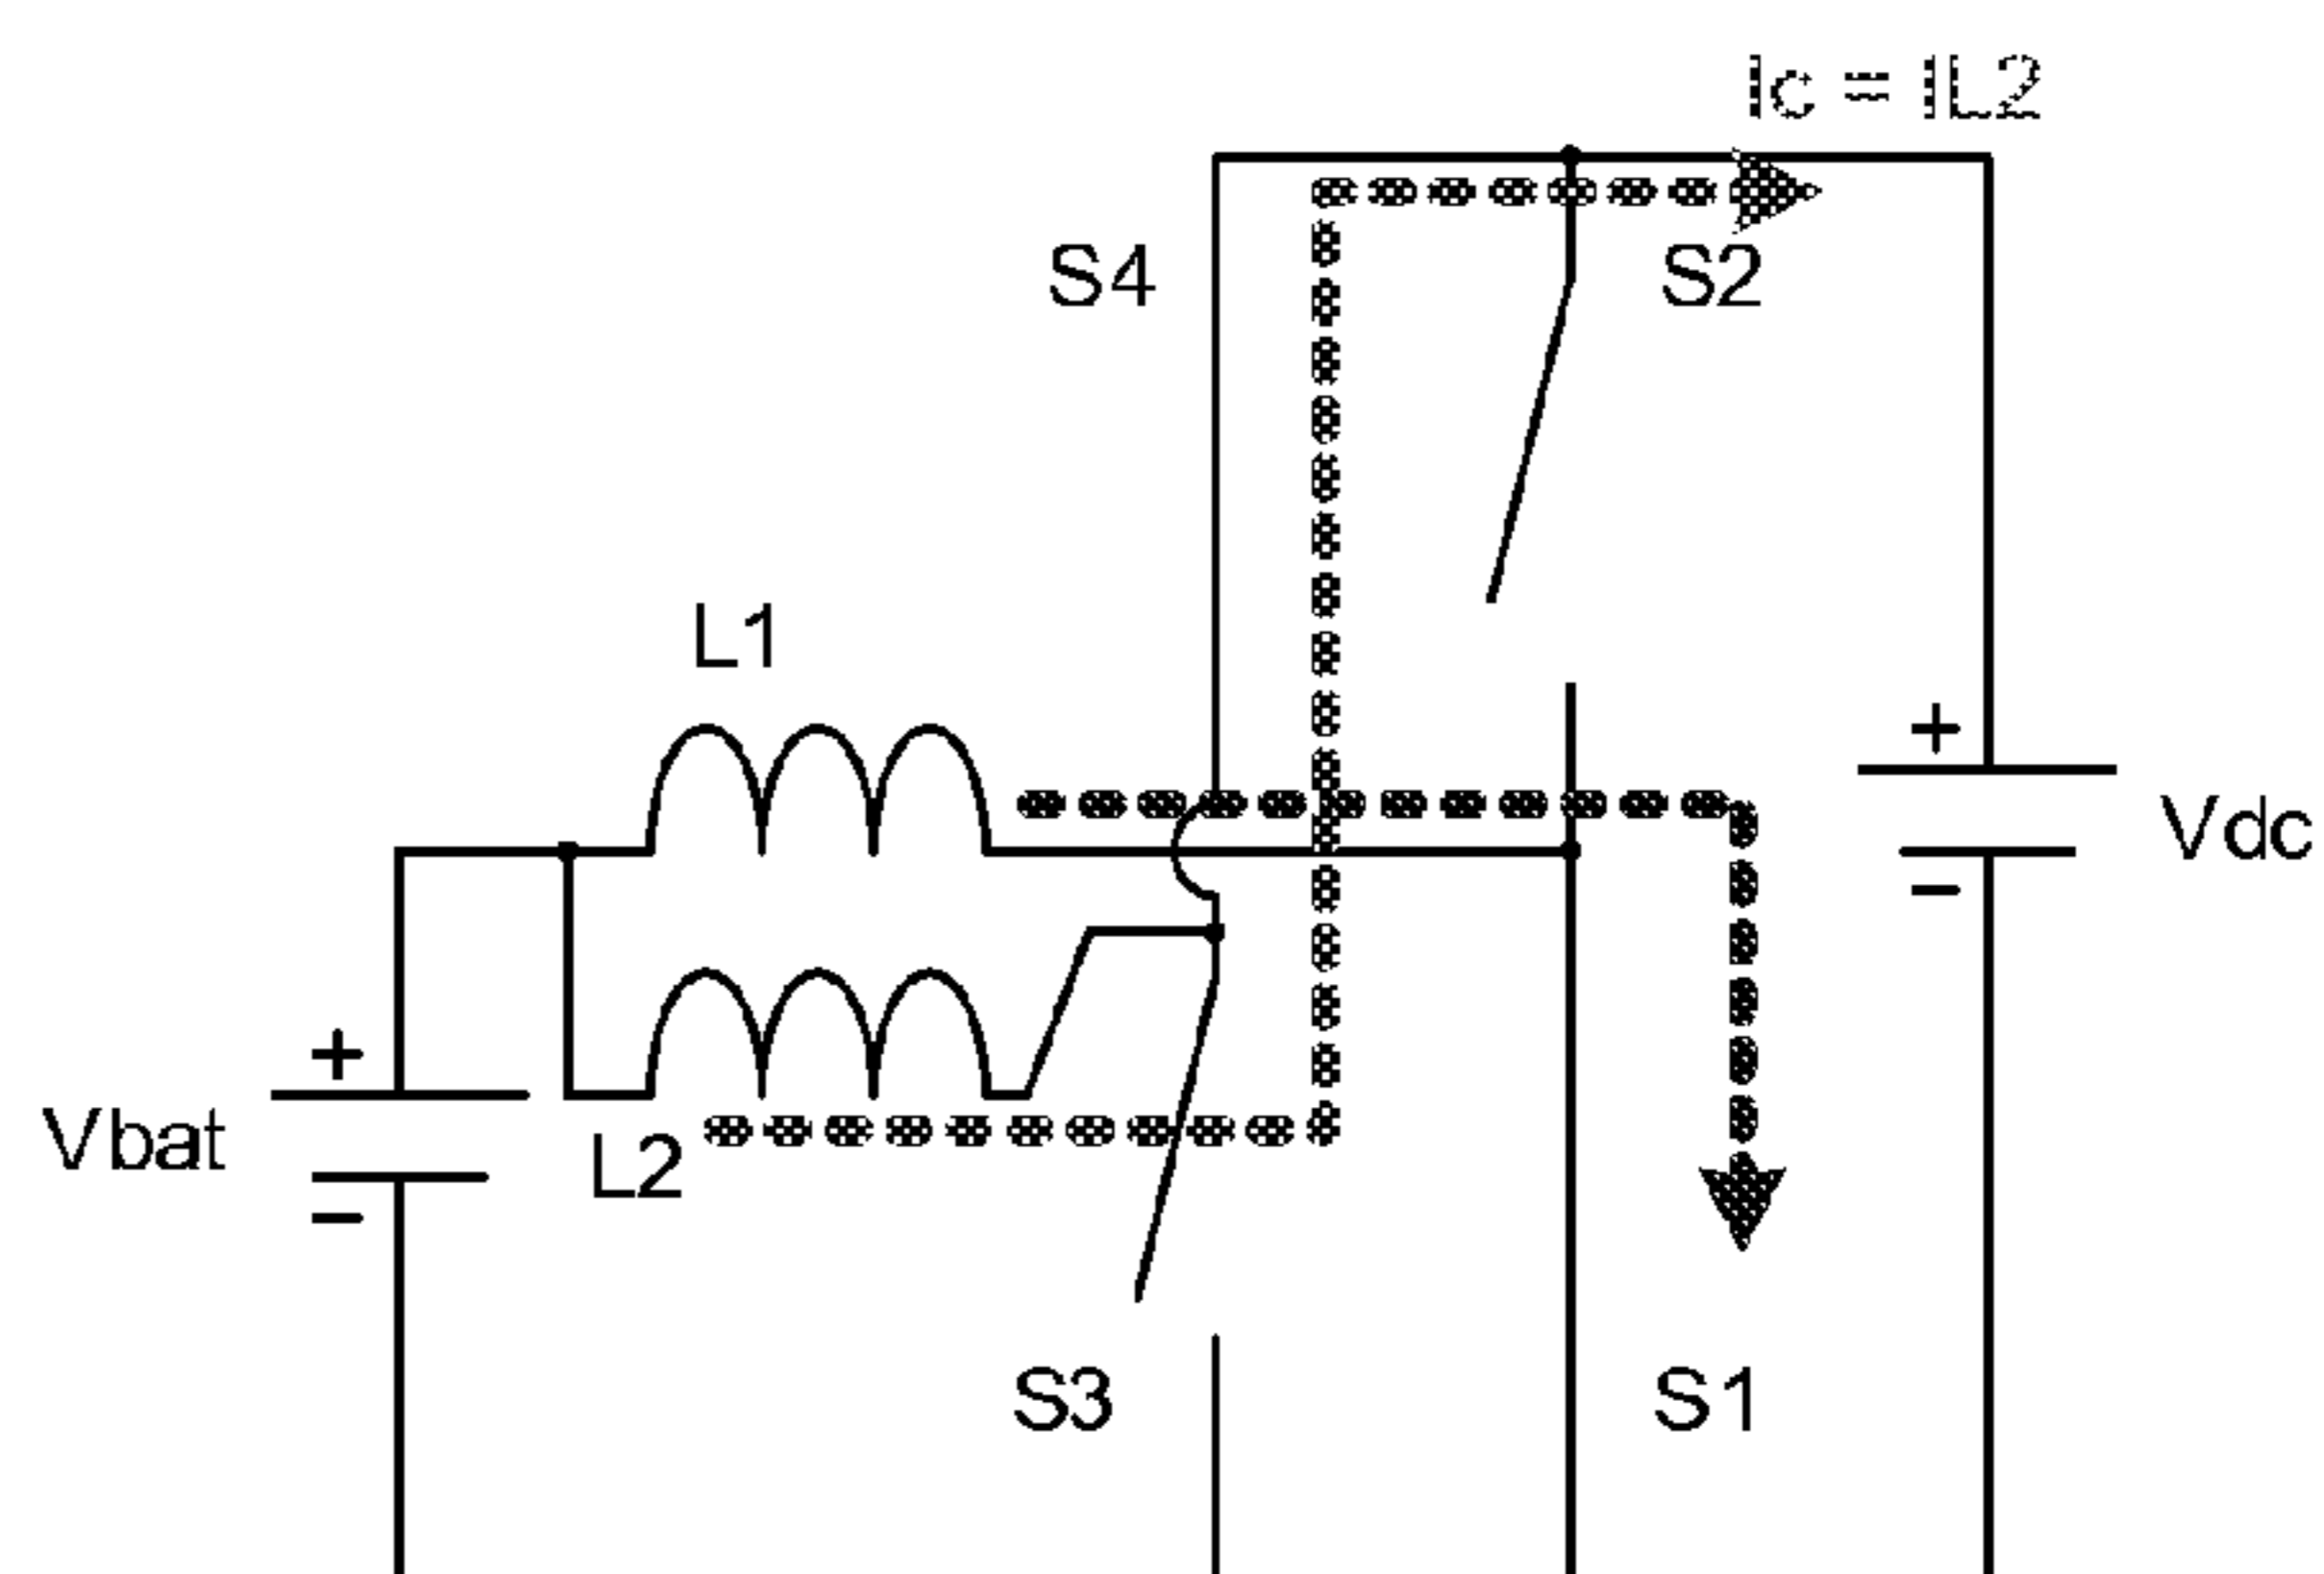 Ic = IL2
S4
S2
L1
+
+
Vdc
−
Vbat
L2
−
S3
S1